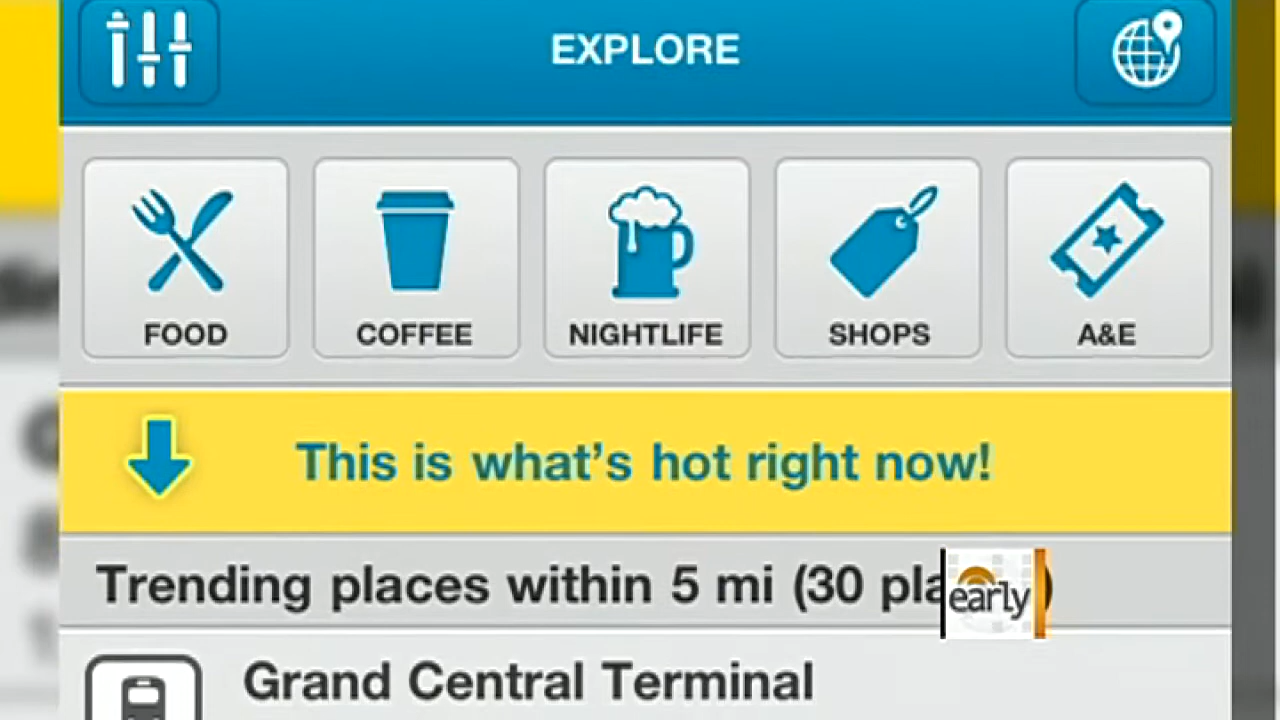 EXPLORE
FOOD COFFEE NIGHTLIFE SHOPS A&E
This is what's hot right now!
Trending places within 5 mi (30 )
early
Grand Central Terminal